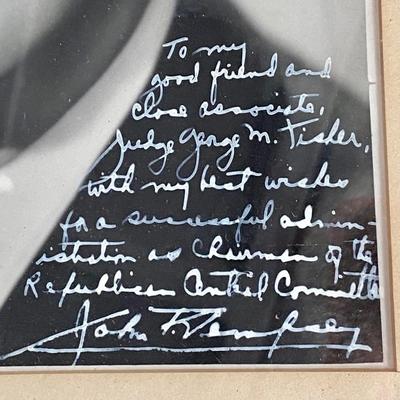 To my
good friend and
close associate,
Judge George M. Fisher,
with my best wishes
for a successful admin-
istration as Chairman of the
Republican Central Committee
John Dempsey